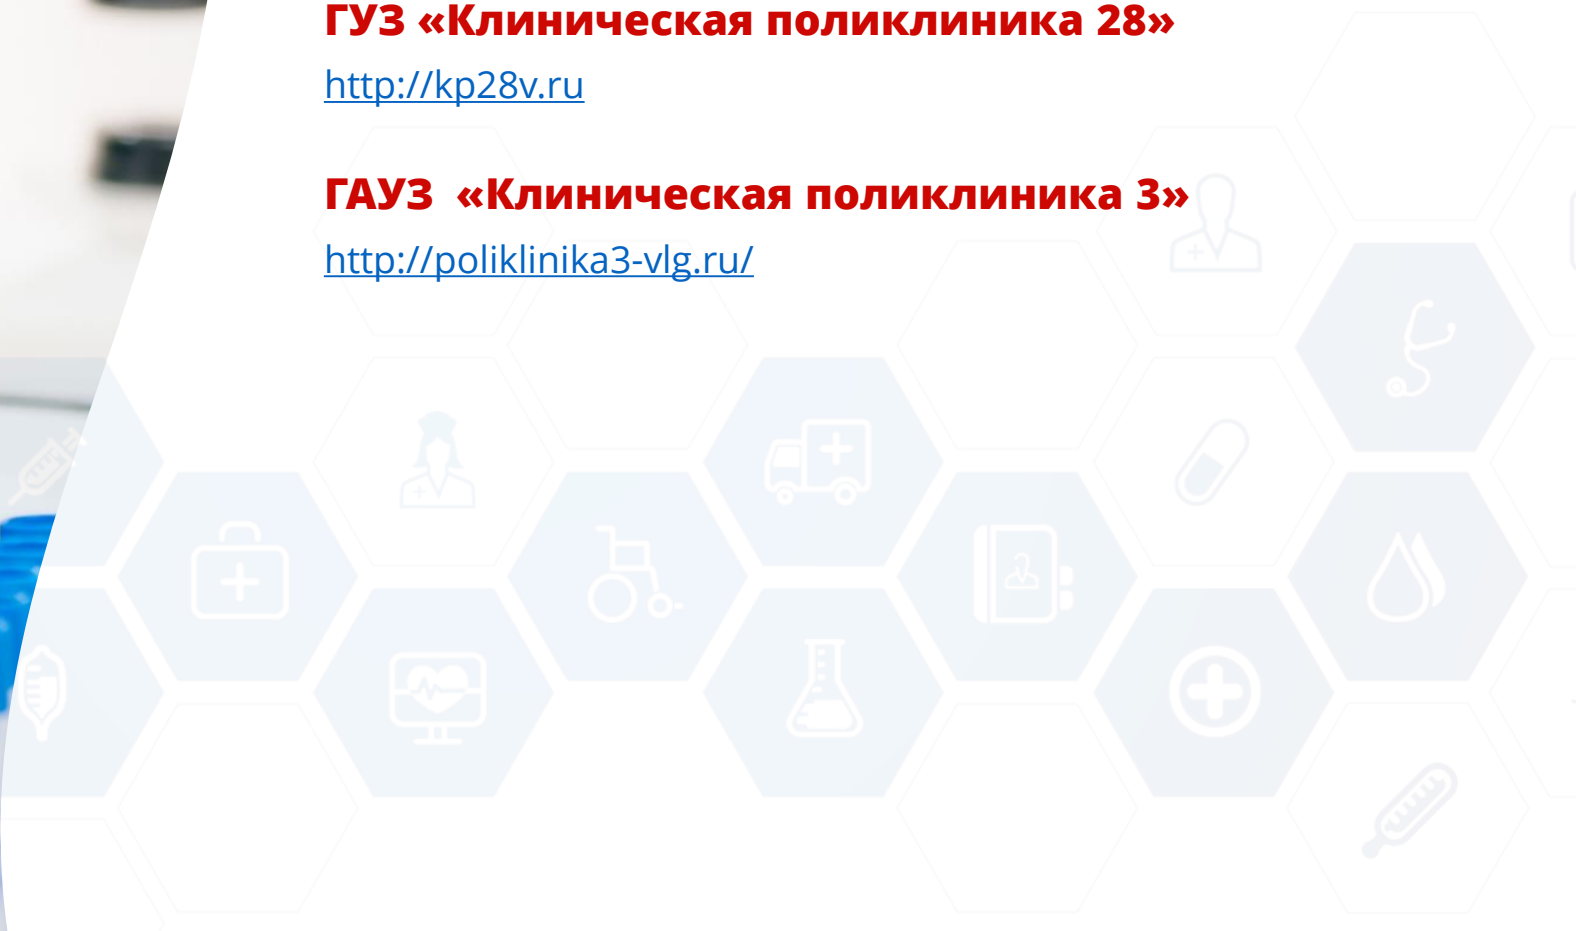 ГУЗ «Клиническая поликлиника 28»
http://kp28v.ru
ГАУЗ «Клиническая поликлиника 3»
http://poliklinika3-vlg.ru/